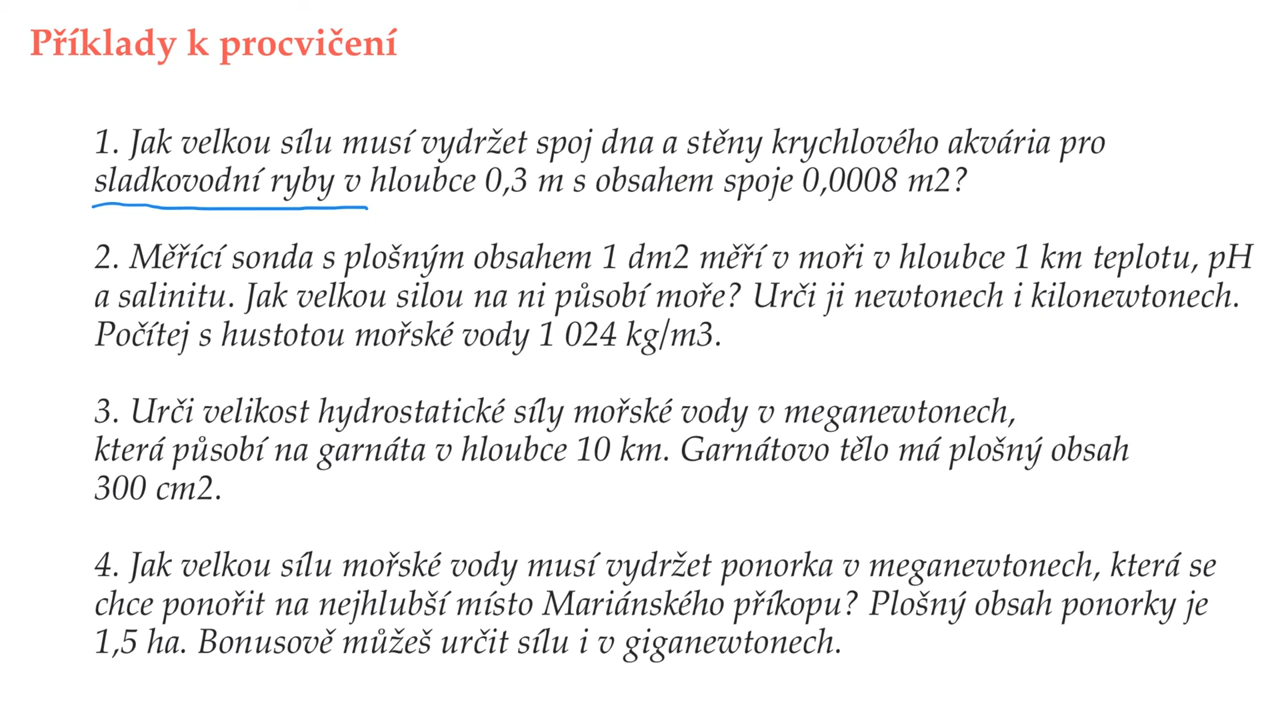 Příklady k procvičení
1. Jak velkou sílu musí vydržet spoj dna a stěny krychlového akvária pro
sladkovodní ryby v hloubce 0,3 m s obsahem spoje 0,0008 m2?
2. Měřící sonda s plošným obsahem 1 dm2 měří v moři v hloubce 1 km teplotu, pH
a salinitu. Jak velkou silou na ni působí moře? Urči ji newtonech i kilonewtonech.
Počítej s hustotou mořské vody 1 024 kg/m3.
3. Urči velikost hydrostatické síly mořské vody v meganewtonech,
která působí na garnáta v hloubce 10 km. Garnátovo tělo má plošný obsah
300 cm2.
4. Jak velkou sílu mořské vody musí vydržet ponorka v meganewtonech, která se
chce ponořit na nejhlubší místo Mariánského příkopu? Plošný obsah ponorky je
1,5 ha. Bonusově můžeš určit sílu i v giganewtonech.